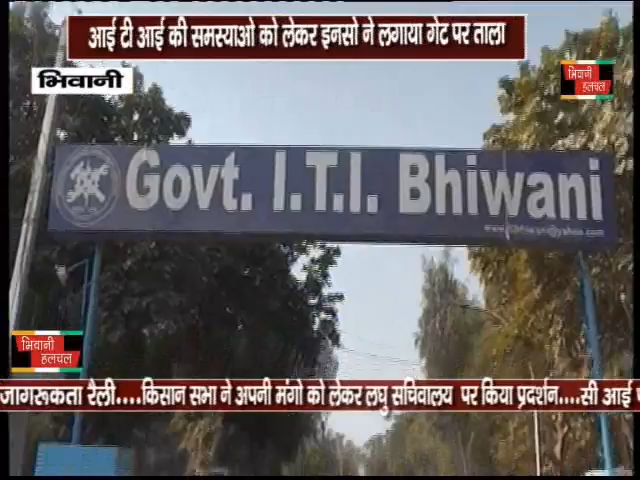 आई टी आई की समस्याओ को लेकर इनसो ने लगाया गेट पर ताला
भिवानी
भिवानी
हलचल
Govt. I.T.I. Bhiwani
भिवानी
हलचल
जागरूकता रैली....किसान सभा ने अपनी मंगो को लेकर लघु सचिवालय पर किया प्रदर्शन....सी आई